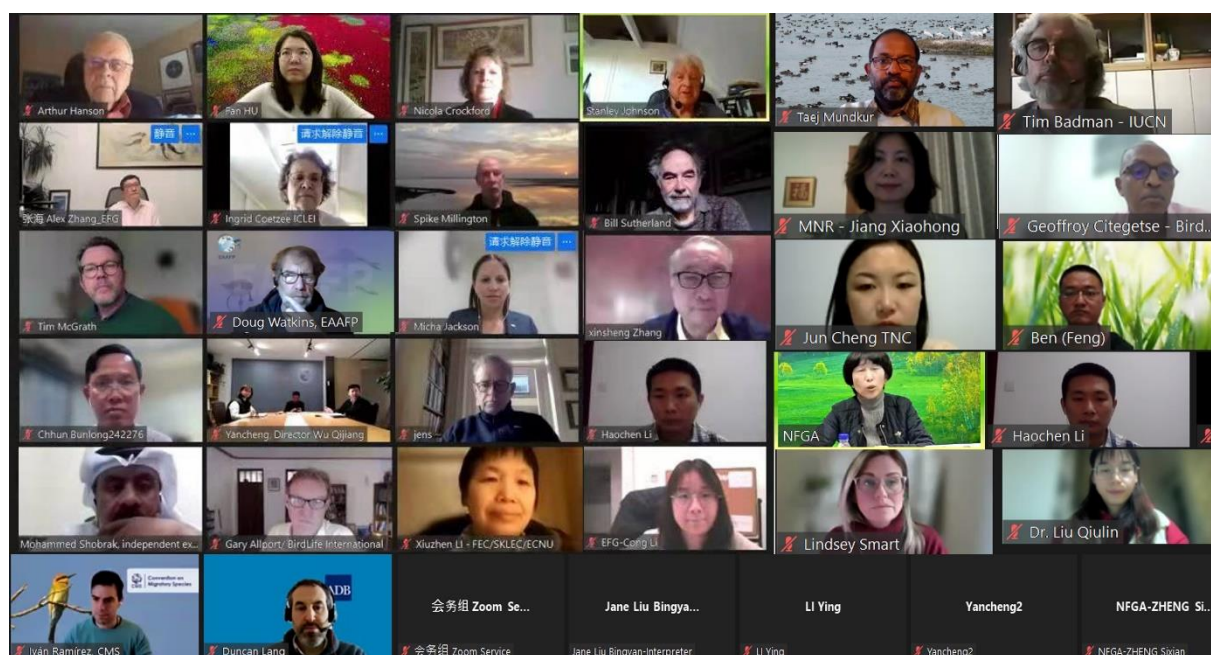 Arthur Hanson
Fan HU
Nicola Crockford
Stanley Johnson
Taej Mundkur
Tim Badman - IUCN
静音 ...
请求解除静音 ...
张海 Alex Zhang_EFG
Ingrid Coetzee ICLEI
Spike Millington
Bill Sutherland
MNR - Jiang Xiaohong
Geoffroy Citegetse - Bird...
EAAFP
请求解除静音 ...
Tim McGrath
Doug Watkins, EAAFP
Micha Jackson
xinsheng Zhang
Jun Cheng TNC
Ben (Feng)
Chhun Bunlong242276
Yancheng, Director Wu Qijiang
jens
Haochen Li
NFGA
Haochen Li
Mohammed Shobrak, independent ex...
Gary Allport/ BirdLife International
Xiuzhen LI - FEC/SKLEC/ECNU
EFG-Cong Li
Lindsey Smart
Dr. Liu Qiulin
CMS
Convention on
Migratory Species
ADB
会务组 Zoom Se...
Jane Liu Bingya...
LI Ying
Yancheng2
NFGA-ZHENG Si...
Iván Ramírez, CMS
Duncan Lang
会务组 Zoom Service
Jane Liu Bingyan-Interpreter
LI Ying
Yancheng2
NFGA-ZHENG Sixian